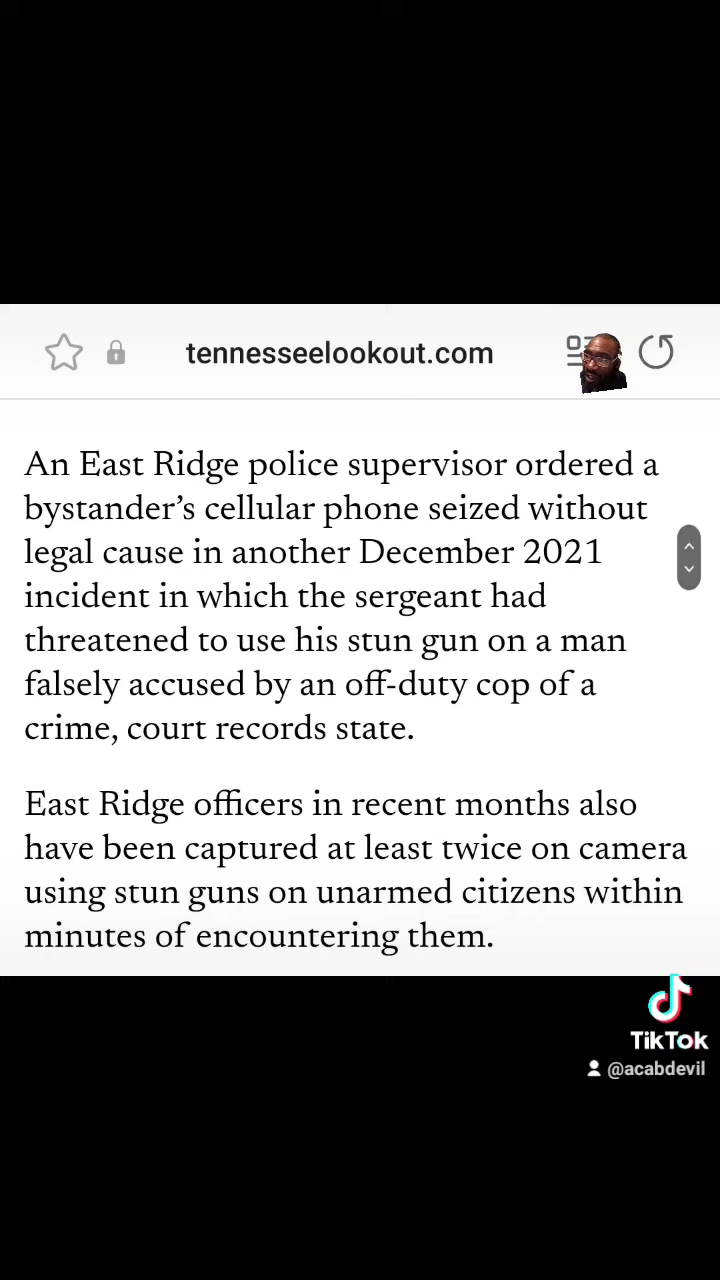 tennesseelookout.com
An East Ridge police supervisor ordered a
bystander’s cellular phone seized without
legal cause in another December 2021
incident in which the sergeant had
threatened to use his stun gun on a man
falsely accused by an off-duty cop of a
crime, court records state.
East Ridge officers in recent months also
have been captured at least twice on camera
using stun guns on unarmed citizens within
minutes of encountering them.
TikTok
@acabdevil